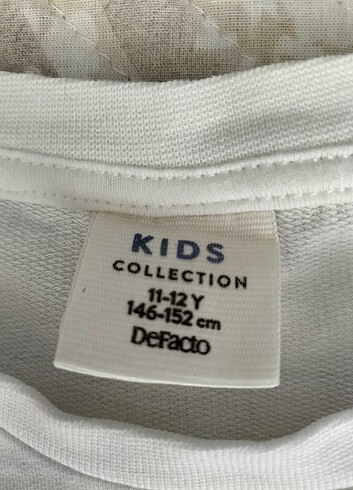 KIDS
COLLECTION
11-12 Y
146-152 cm
DeFacto